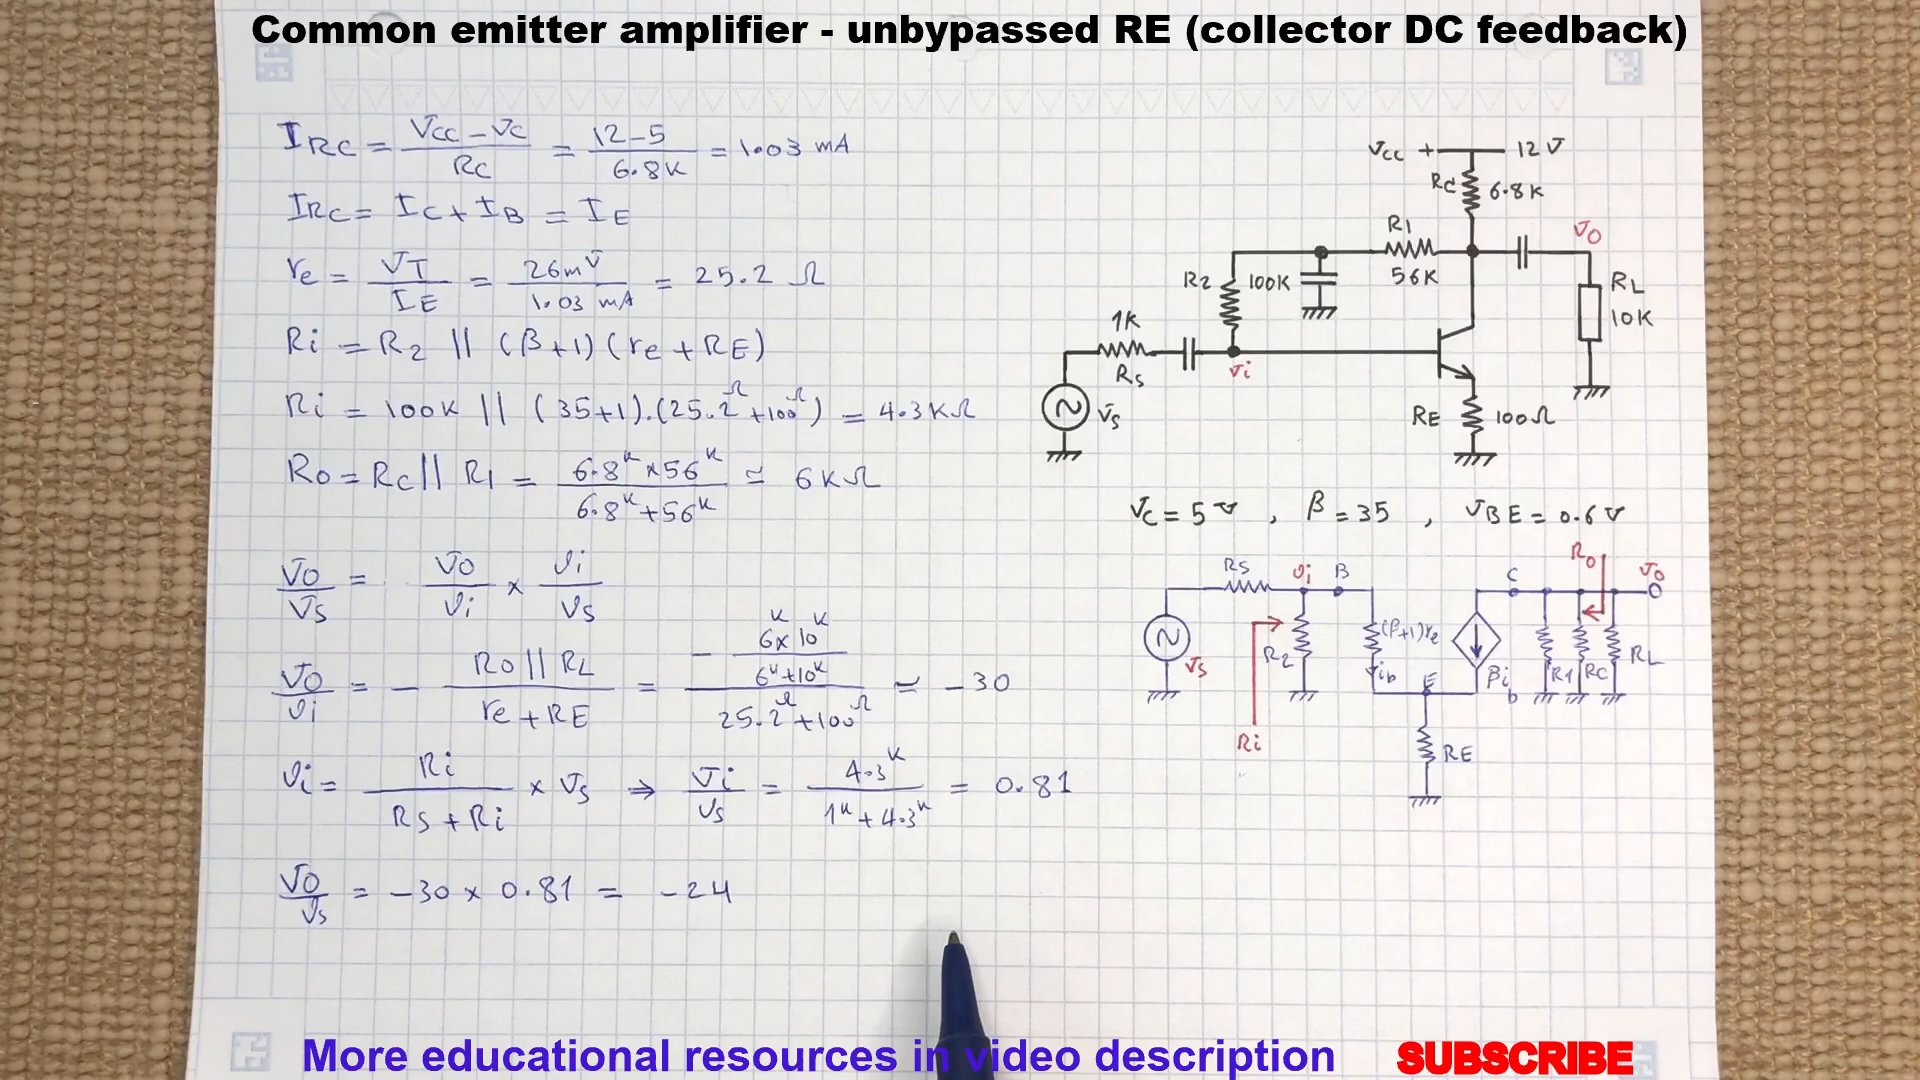 Common emitter amplifier - unbypassed RE (collector DC feedback)
IRC = (VCC - VC) / RC = (12 - 5) / 6.8K = 1.03 mA
IRC = IC + IB = IE
re = VT / IE = 26mV / 1.03 mA = 25.2 Ω
Ri = R2 || (β+1)(re + RE)
Ri = 100K || (35+1).(25.2Ω + 100Ω) = 4.3KΩ
Ro = RC || R1 = (6.8K × 56K) / (6.8K + 56K) ≃ 6KΩ
Vo / Vs = Vo / Vi × Vi / Vs
Vo / Vi = - (Ro || RL) / (re + RE) = - ((6K × 10K) / (6K + 10K)) / (25.2Ω + 100Ω) ≃ -30
Vi = Ri / (RS + Ri) × Vs ⇒ Vi / Vs = 4.3K / (1K + 4.3K) = 0.81
Vo / Vs = -30 × 0.81 = -24
VCC + 12 V
RC 6.8K
R1 56K
Vo
R2 100K
RL 10K
1K
Rs
Vi
Vs
RE 100Ω
VC = 5 V , β = 35 , VBE = 0.6 V
RS Vi B C Ro Vo
Vs R2 (β+1)re ib βib R1 RC RL
E
Ri
RE
More educational resources in video description
SUBSCRIBE